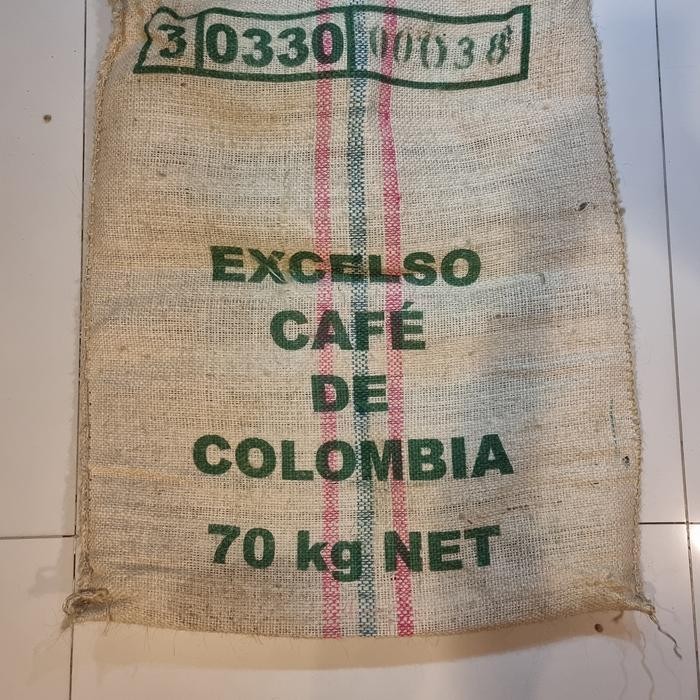 3 0330 00038
EXCELSO
CAFÉ
DE
COLOMBIA
70 kg NET